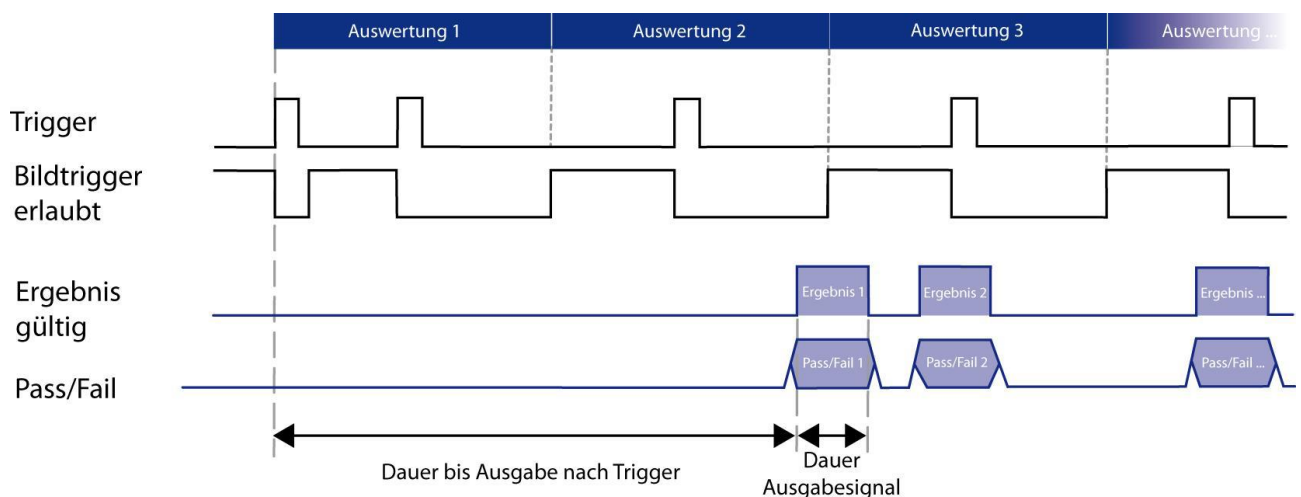 Auswertung 1
Auswertung 2
Auswertung 3
Auswertung ...
Trigger
Bildtrigger
erlaubt
Ergebnis
gültig
Ergebnis 1
Ergebnis 2
Ergebnis ...
Pass/Fail
Pass/Fail 1
Pass/Fail 2
Pass/Fail ...
Dauer bis Ausgabe nach Trigger
Dauer
Ausgabesignal